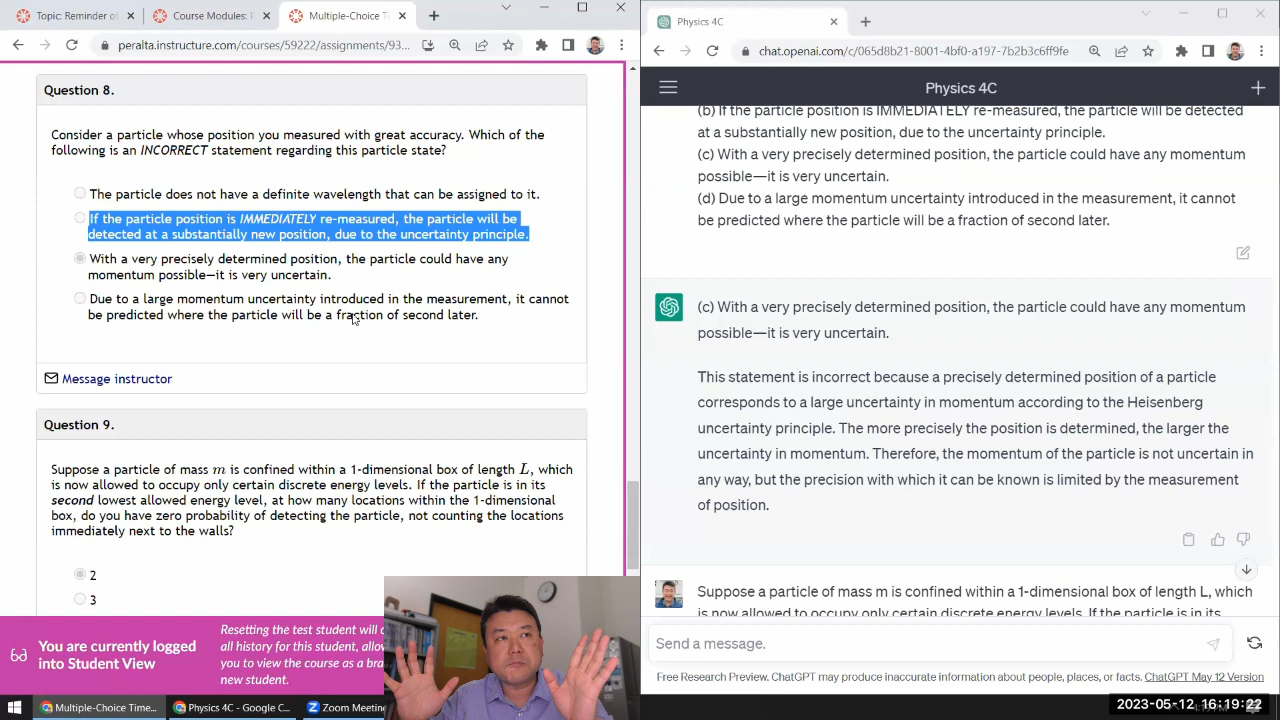 Topic: Reminder of
Course Modules: P
Multiple-Choice Ti
peralta.instructure.com/courses/59222/assignments/93...
Question 8.
Consider a particle whose position you measured with great accuracy. Which of the
following is an INCORRECT statement regarding this particle state?
The particle does not have a definite wavelength that can be assigned to it.
If the particle position is IMMEDIATELY re-measured, the particle will be
detected at a substantially new position, due to the uncertainty principle.
With a very precisely determined position, the particle could have any
momentum possible—it is very uncertain.
Due to a large momentum uncertainty introduced in the measurement, it cannot
be predicted where the particle will be a fraction of second later.
Message instructor
Question 9.
Suppose a particle of mass m is confined within a 1-dimensional box of length L, which
is now allowed to occupy only certain discrete energy levels. If the particle is in its
second lowest allowed energy level, at how many locations within the 1-dimensional
box, do you have zero probability of detecting the particle, not counting the locations
immediately next to the walls?
2
3
You are currently logged
into Student View
Resetting the test student will c
all history for this student, allow
you to view the course as a bra
new student.
Multiple-Choice Time...
Physics 4C - Google C...
Zoom Meeting
Physics 4C
chat.openai.com/c/065d8b21-8001-4bf0-a197-7b2b3c6ff9fe
Physics 4C
(b) If the particle position is IMMEDIATELY re-measured, the particle will be detected
at a substantially new position, due to the uncertainty principle.
(c) With a very precisely determined position, the particle could have any momentum
possible—it is very uncertain.
(d) Due to a large momentum uncertainty introduced in the measurement, it cannot
be predicted where the particle will be a fraction of second later.
(c) With a very precisely determined position, the particle could have any momentum
possible—it is very uncertain.
This statement is incorrect because a precisely determined position of a particle
corresponds to a large uncertainty in momentum according to the Heisenberg
uncertainty principle. The more precisely the position is determined, the larger the
uncertainty in momentum. Therefore, the momentum of the particle is not uncertain in
any way, but the precision with which it can be known is limited by the measurement
of position.
Suppose a particle of mass m is confined within a 1-dimensional box of length L, which
is now allowed to occupy only certain discrete energy levels. If the particle is in its
Send a message.
Free Research Preview. ChatGPT may produce inaccurate information about people, places, or facts. ChatGPT May 12 Version
2023-05-12 16:19:22